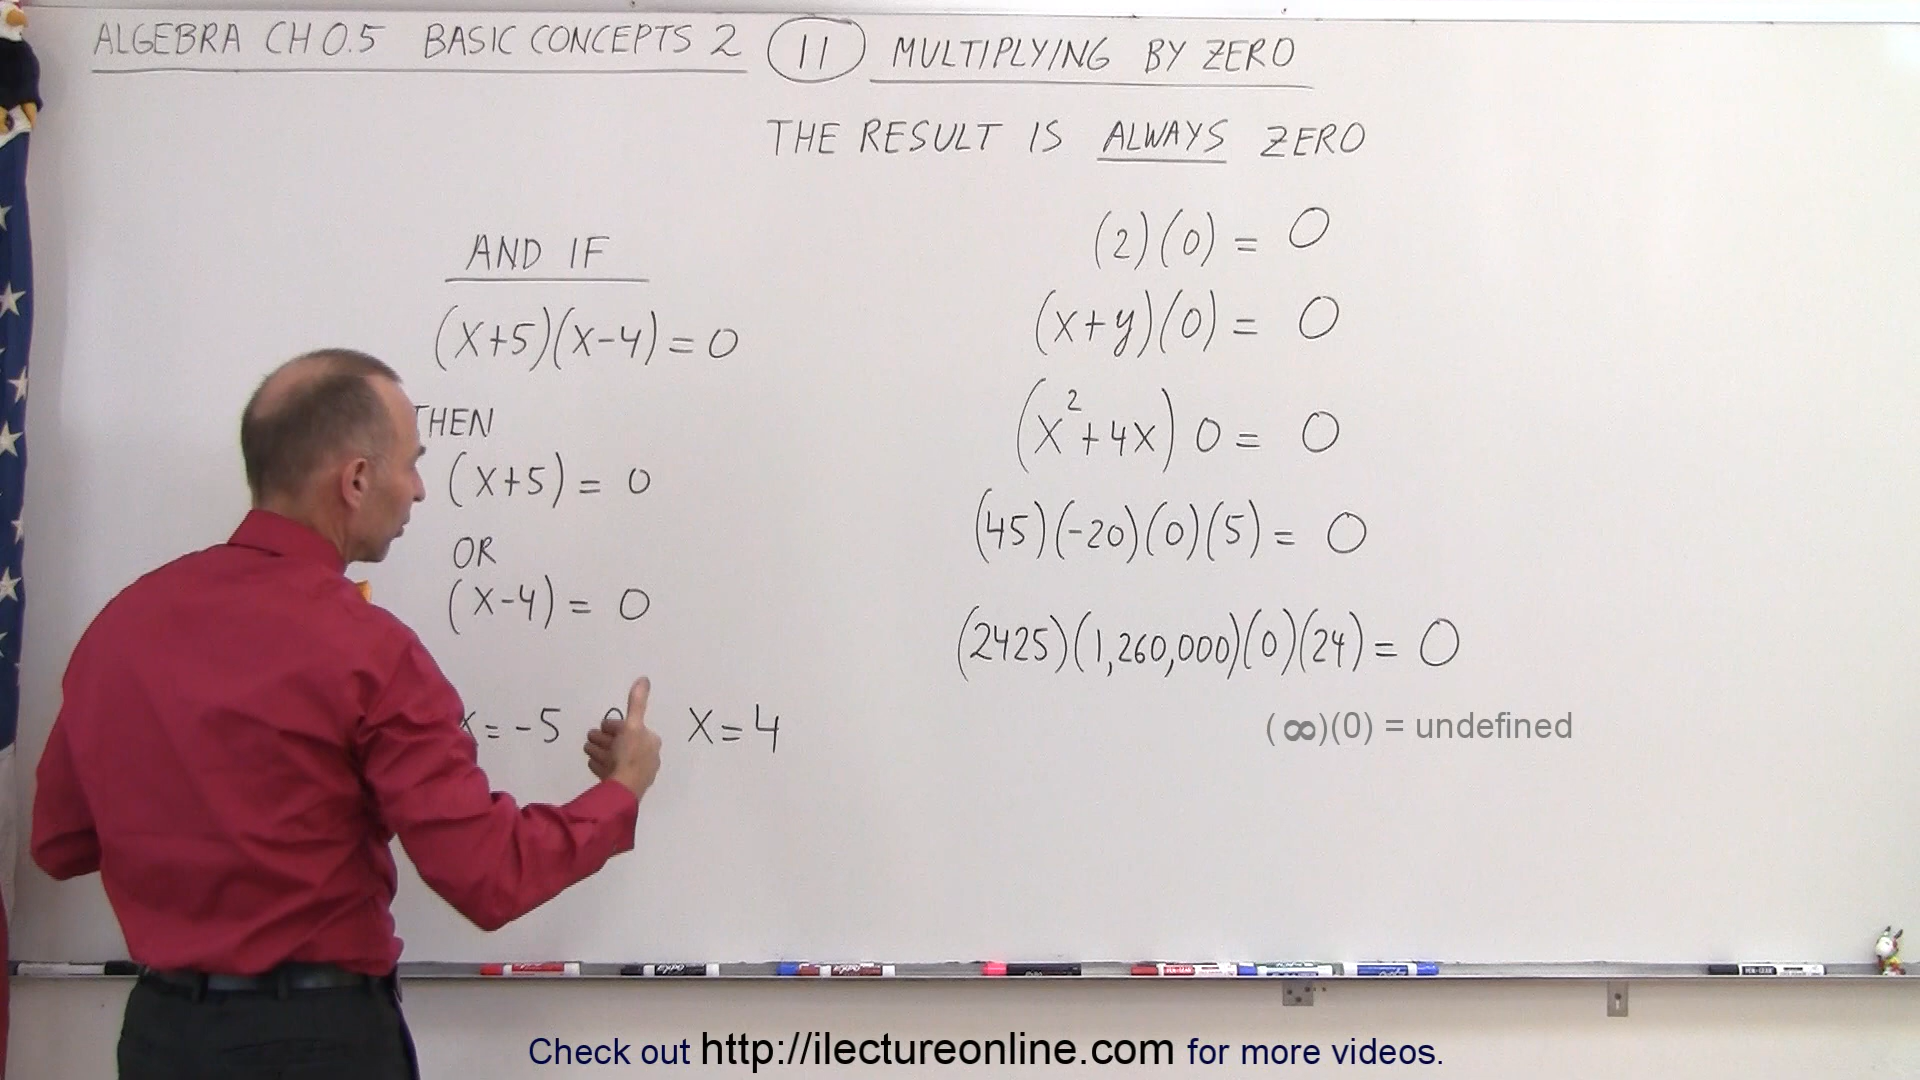 ALGEBRA CH 0.5 BASIC CONCEPTS 2 11 MULTIPLYING BY ZERO
THE RESULT IS ALWAYS ZERO
AND IF
(X+5)(X-4)=0
THEN
(X+5)= 0
OR
(X-4)= 0
X=-5 X=4
(2)(0)= 0
(x+y)(0)= 0
(X²+4X) 0 = 0
(45)(-20)(0)(5)= 0
(2425)(1,260,000)(0)(24)= 0
(∞)(0) = undefined
Check out http://ilectureonline.com for more videos.